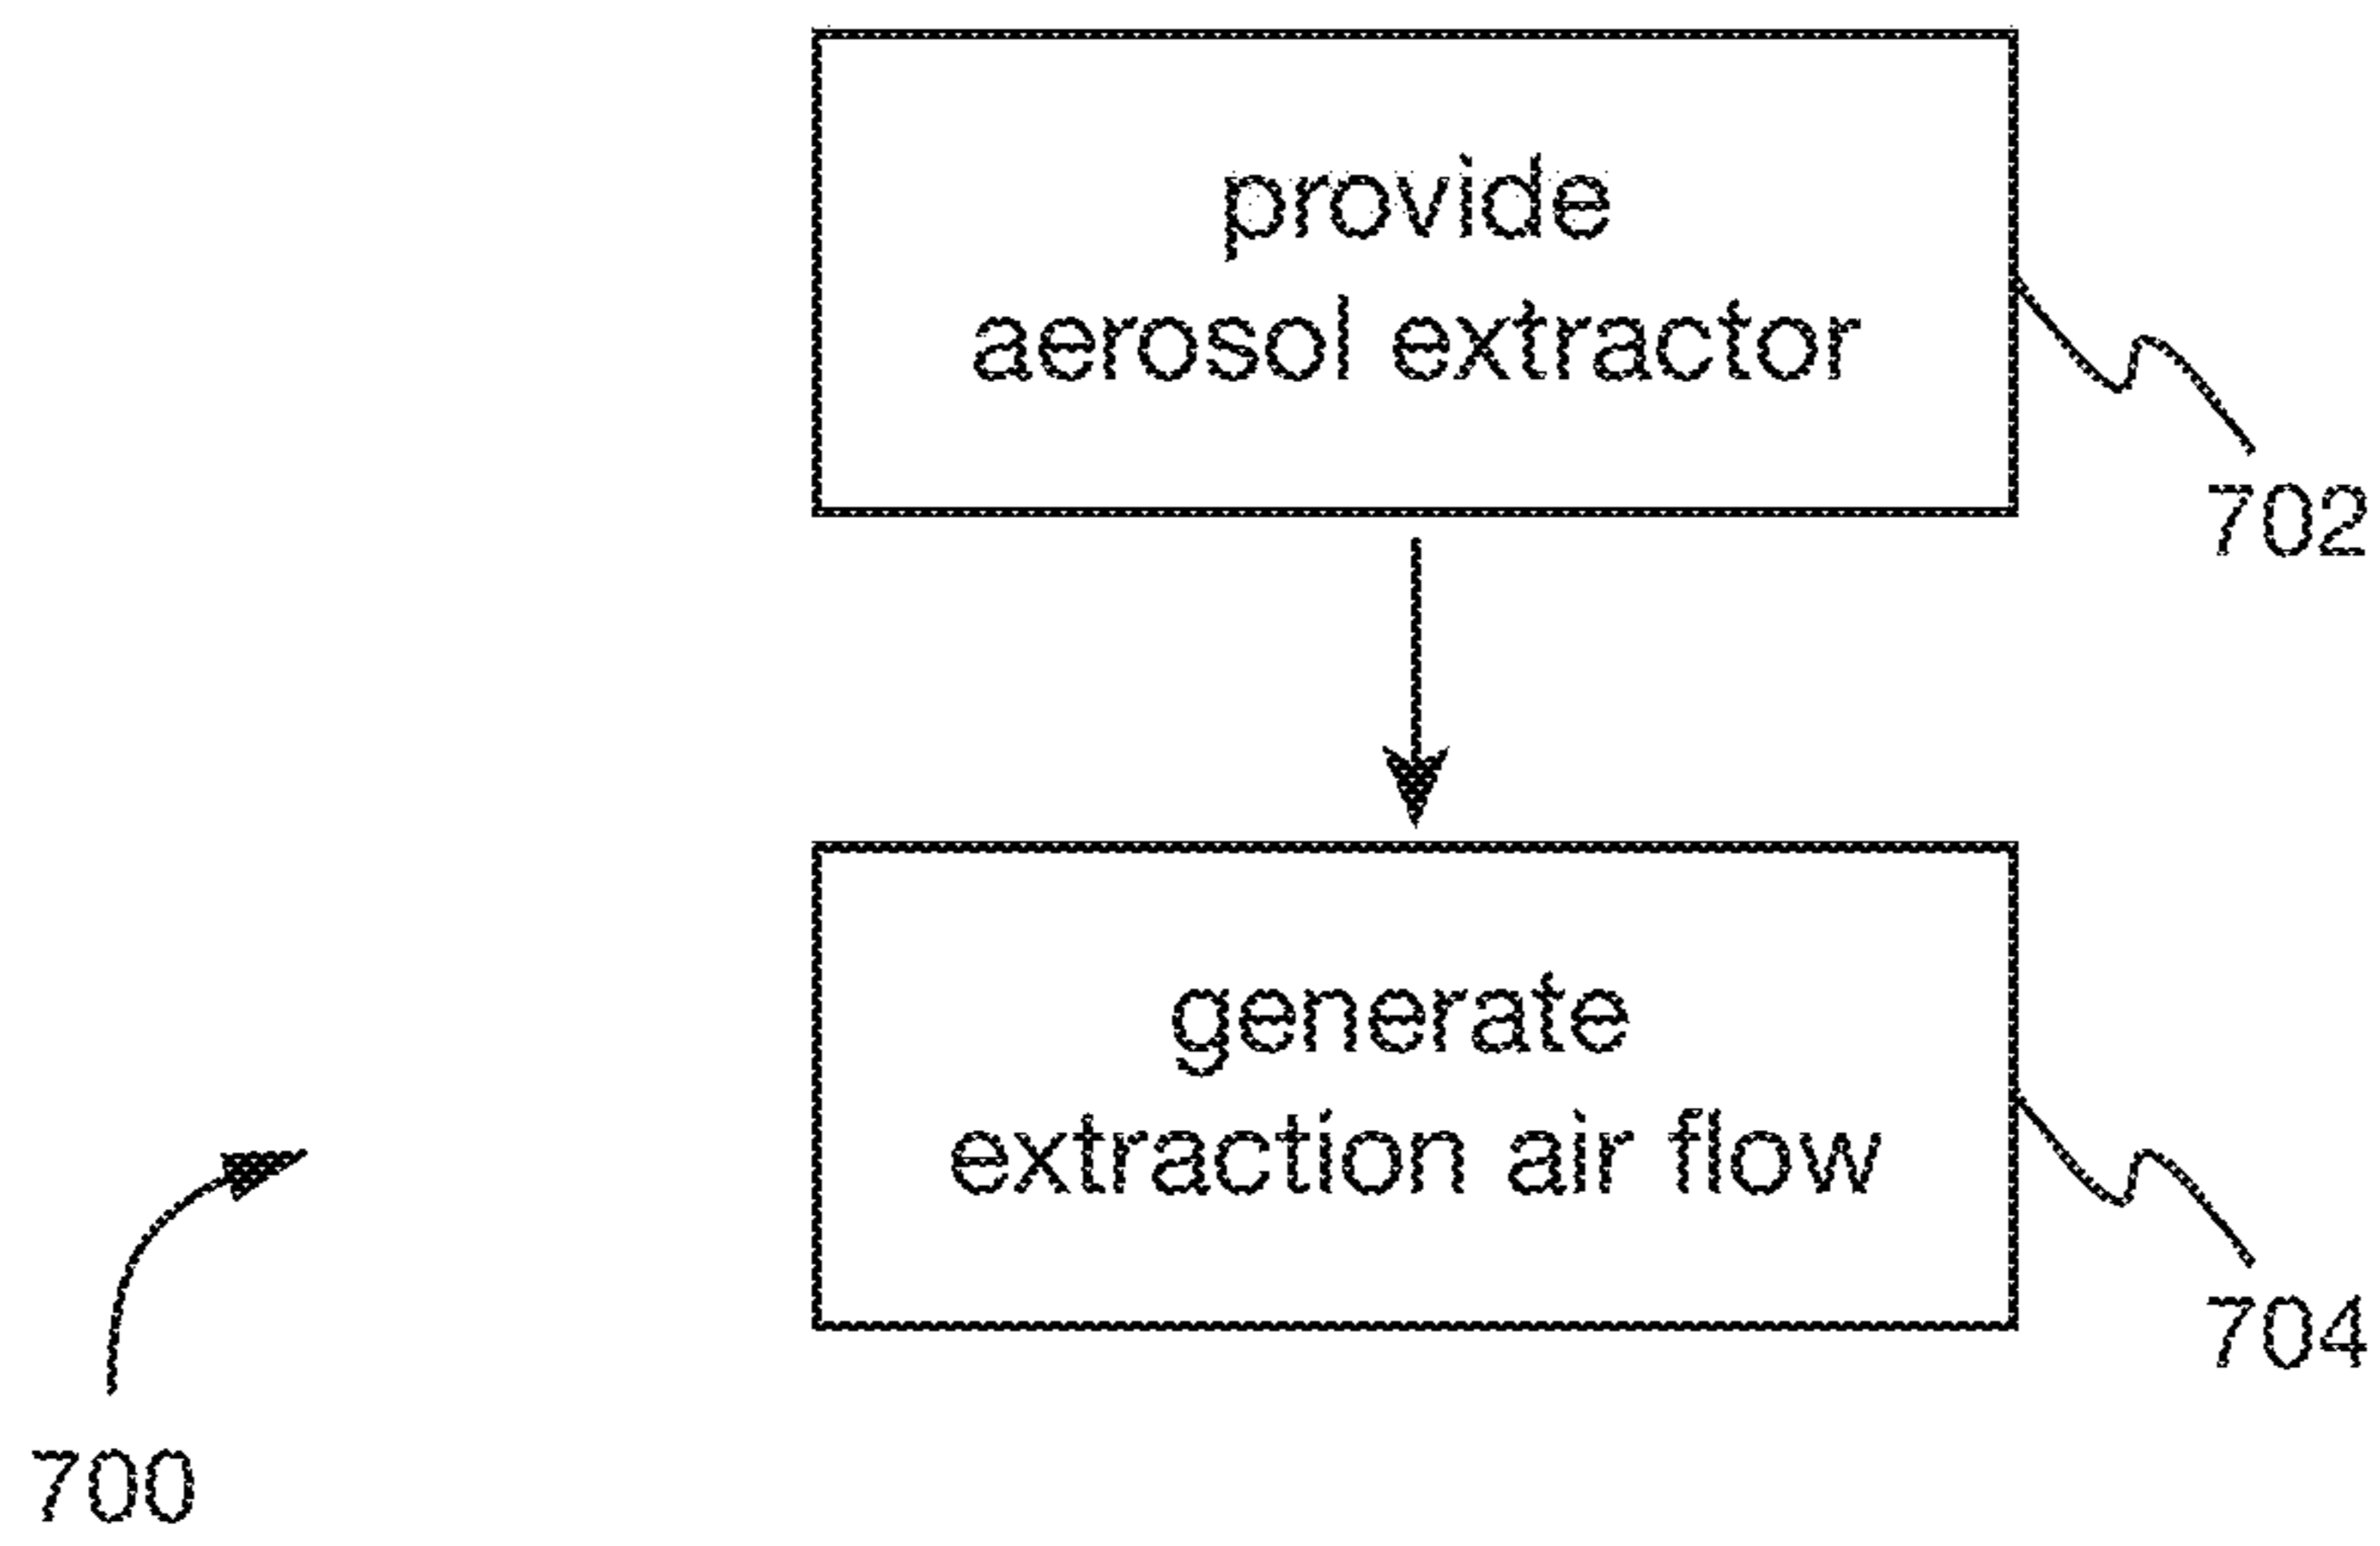 provide
aerosol extractor
702
generate
extraction air flow
704
700